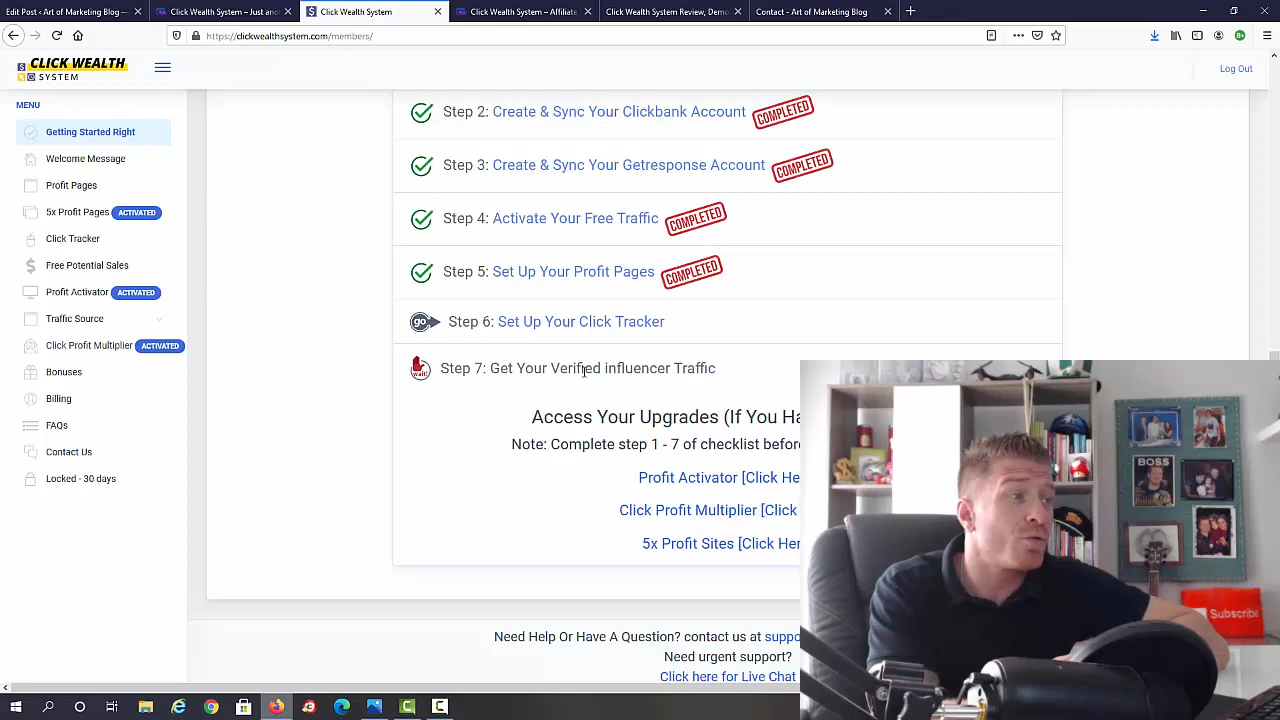 Edit Post ‹ Art of Marketing Blog
Click Wealth System – Just anot
Click Wealth System
Click Wealth System – Affiliate
Click Wealth System Review, Demo
Contact - Art of Marketing Blog
https://clickwealthsystem.com/members/
CLICK WEALTH
SYSTEM
Log Out
MENU
Getting Started Right
Welcome Message
Profit Pages
5x Profit Pages ACTIVATED
Click Tracker
Free Potential Sales
Profit Activator ACTIVATED
Traffic Source
Click Profit Multiplier ACTIVATED
Bonuses
Billing
FAQs
Contact Us
Locked - 30 days
Step 2: Create & Sync Your Clickbank Account COMPLETED
Step 3: Create & Sync Your Getresponse Account COMPLETED
Step 4: Activate Your Free Traffic COMPLETED
Step 5: Set Up Your Profit Pages COMPLETED
go Step 6: Set Up Your Click Tracker
wait! Step 7: Get Your Verified influencer Traffic
Access Your Upgrades (If You Ha
Note: Complete step 1 - 7 of checklist before
Profit Activator [Click He
Click Profit Multiplier [Click
5x Profit Sites [Click Her
Need Help Or Have A Question? contact us at suppo
Need urgent support?
Click here for Live Chat
BOSS
Subscribe